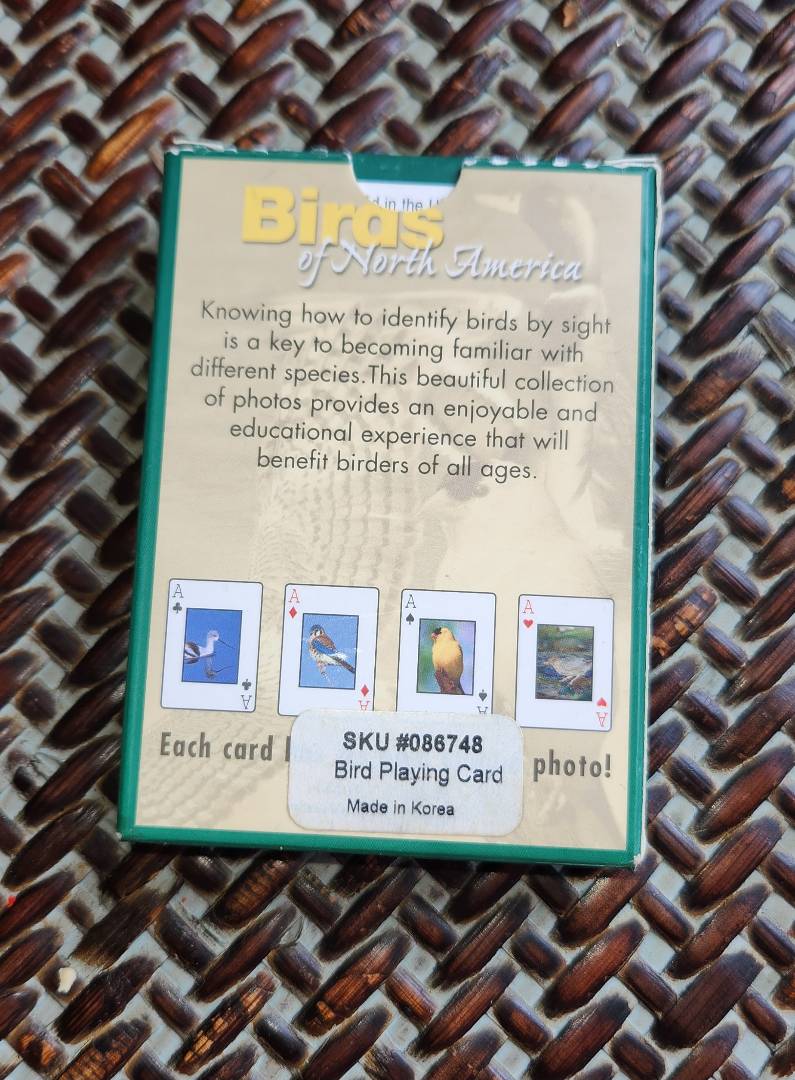 d in the U
Birds
of North America
Knowing how to identify birds by sight
is a key to becoming familiar with
different species.This beautiful collection
of photos provides an enjoyable and
educational experience that will
benefit birders of all ages.
A A A A
A A A A
Each card photo!
SKU #086748
Bird Playing Card
Made in Korea